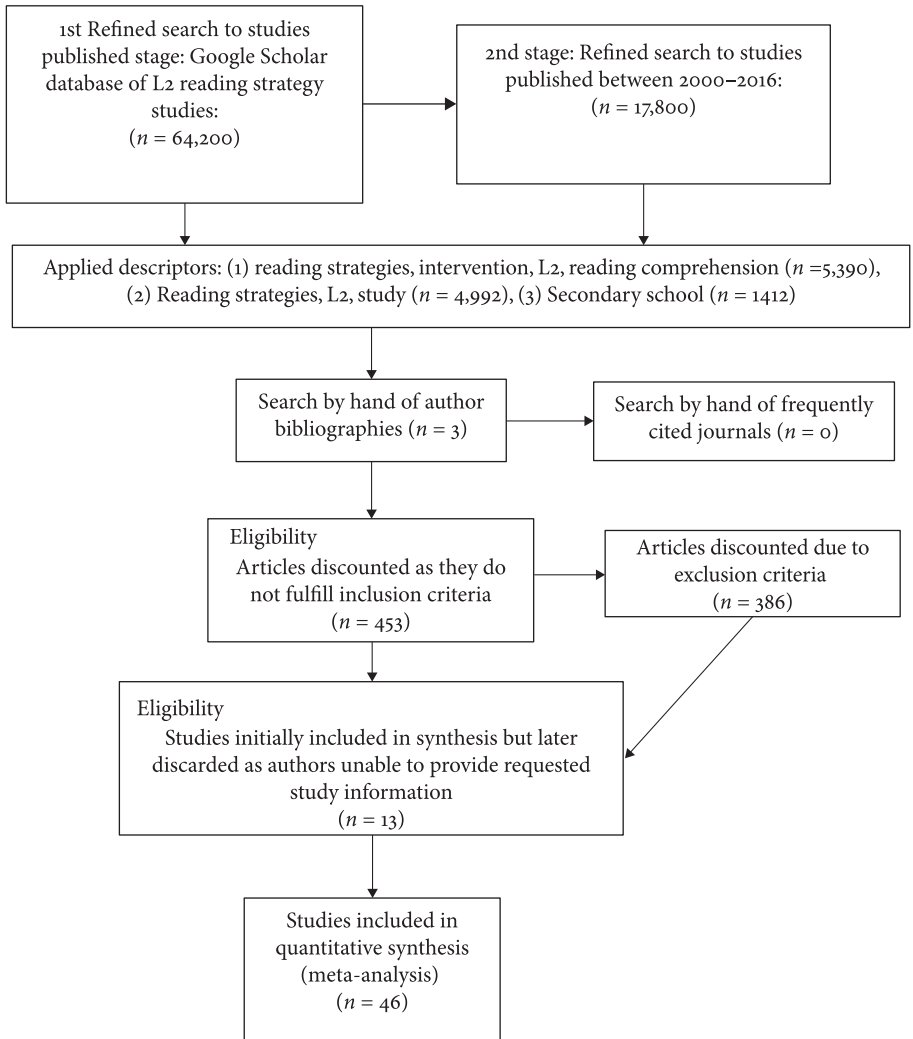 1st Refined search to studies
published stage: Google Scholar
database of L2 reading strategy
studies:
(n = 64,200)
2nd stage: Refined search to studies
published between 2000–2016:
(n = 17,800)
Applied descriptors: (1) reading strategies, intervention, L2, reading comprehension (n =5,390),
(2) Reading strategies, L2, study (n = 4,992), (3) Secondary school (n = 1412)
Search by hand of author
bibliographies (n = 3)
Search by hand of frequently
cited journals (n = 0)
Eligibility
Articles discounted as they do
not fulfill inclusion criteria
(n = 453)
Articles discounted due to
exclusion criteria
(n = 386)
Eligibility
Studies initially included in synthesis but later
discarded as authors unable to provide requested
study information
(n = 13)
Studies included in
quantitative synthesis
(meta-analysis)
(n = 46)